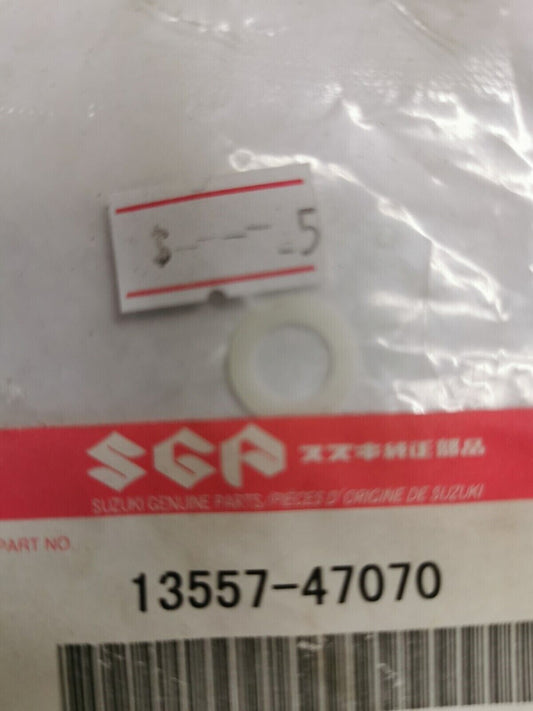 $ - - - - 5
SGP スズキ純正部品
SUZUKI GENUINE PARTS/PIECES D'ORIGINE DE SUZUKI
PART NO.
13557-47070